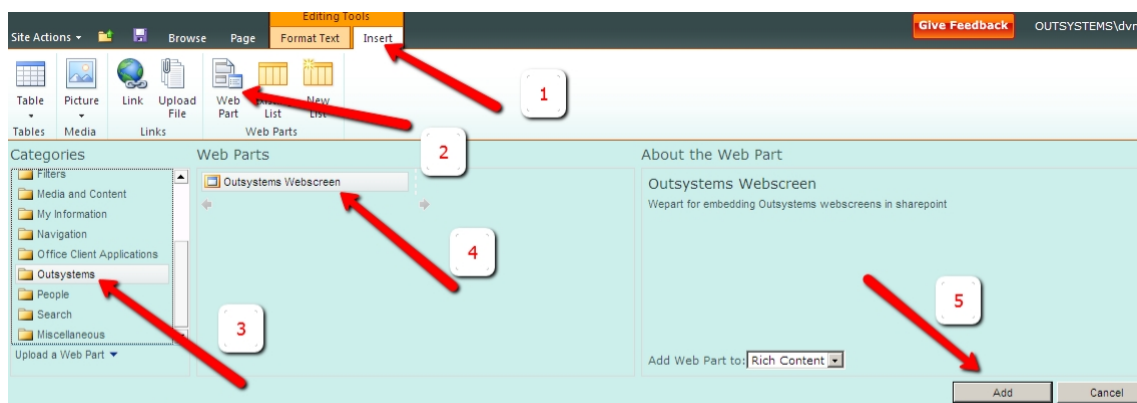 Editing Tools
Give Feedback
OUTSYSTEMS\dvn
Site Actions
Browse
Page
Format Text
Insert
1
Table
Picture
Link
Upload
File
Web
Part
List
New
List
Tables
Media
Links
Web Parts
2
Categories
Web Parts
About the Web Part
Filters
Media and Content
My Information
Navigation
Office Client Applications
Outsystems
People
Search
Miscellaneous
Upload a Web Part
Outsystems Webscreen
4
3
Outsystems Webscreen
Wepart for embedding Outsystems webscreens in sharepoint
5
Add Web Part to: Rich Content
Add
Cancel